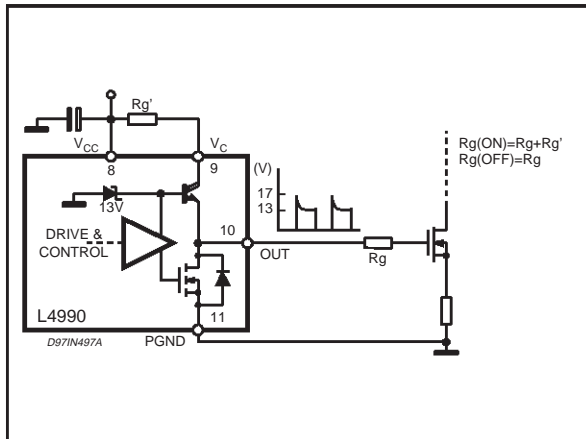 Rg'
VCC
VC
8
9
(V)
Rg(ON)=Rg+Rg'
Rg(OFF)=Rg
17
13
13V
DRIVE &
CONTROL
10
OUT
Rg
L4990
11
D97IN497A
PGND